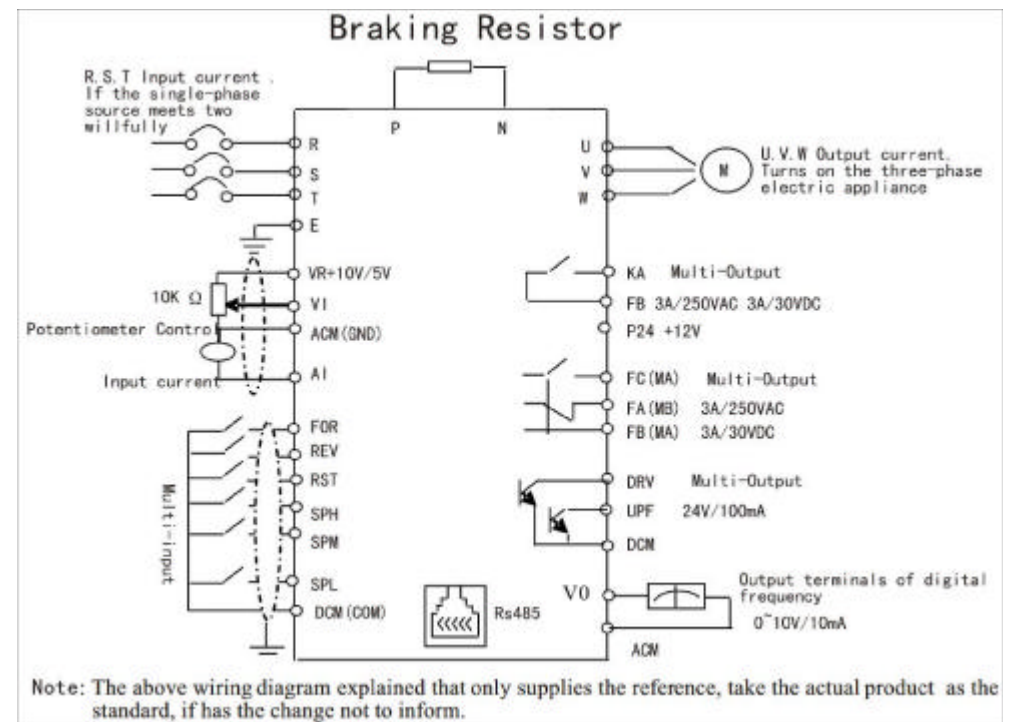 Braking Resistor
R.S.T Input current .
If the single-phase
source meets two
willfully
P
N
R
S
T
E
U
V
W
M
U.V.W Output current.
Turns on the three-phase
electric appliance
VR+10V/5V
10K Ω
VI
Potentiometer Control
ACM(GND)
Input current
AI
KA Multi-Output
FB 3A/250VAC 3A/30VDC
P24 +12V
FC(MA) Multi-Output
FA(MB) 3A/250VAC
FB(MA) 3A/30VDC
FOR
REV
RST
SPH
SPM
SPL
DCM(COM)
Multi-input
DRV Multi-Output
UPF 24V/100mA
DCM
Rs485
V0
Output terminals of digital
frequency
0~10V/10mA
ACM
Note: The above wiring diagram explained that only supplies the reference, take the actual product as the
standard, if has the change not to inform.